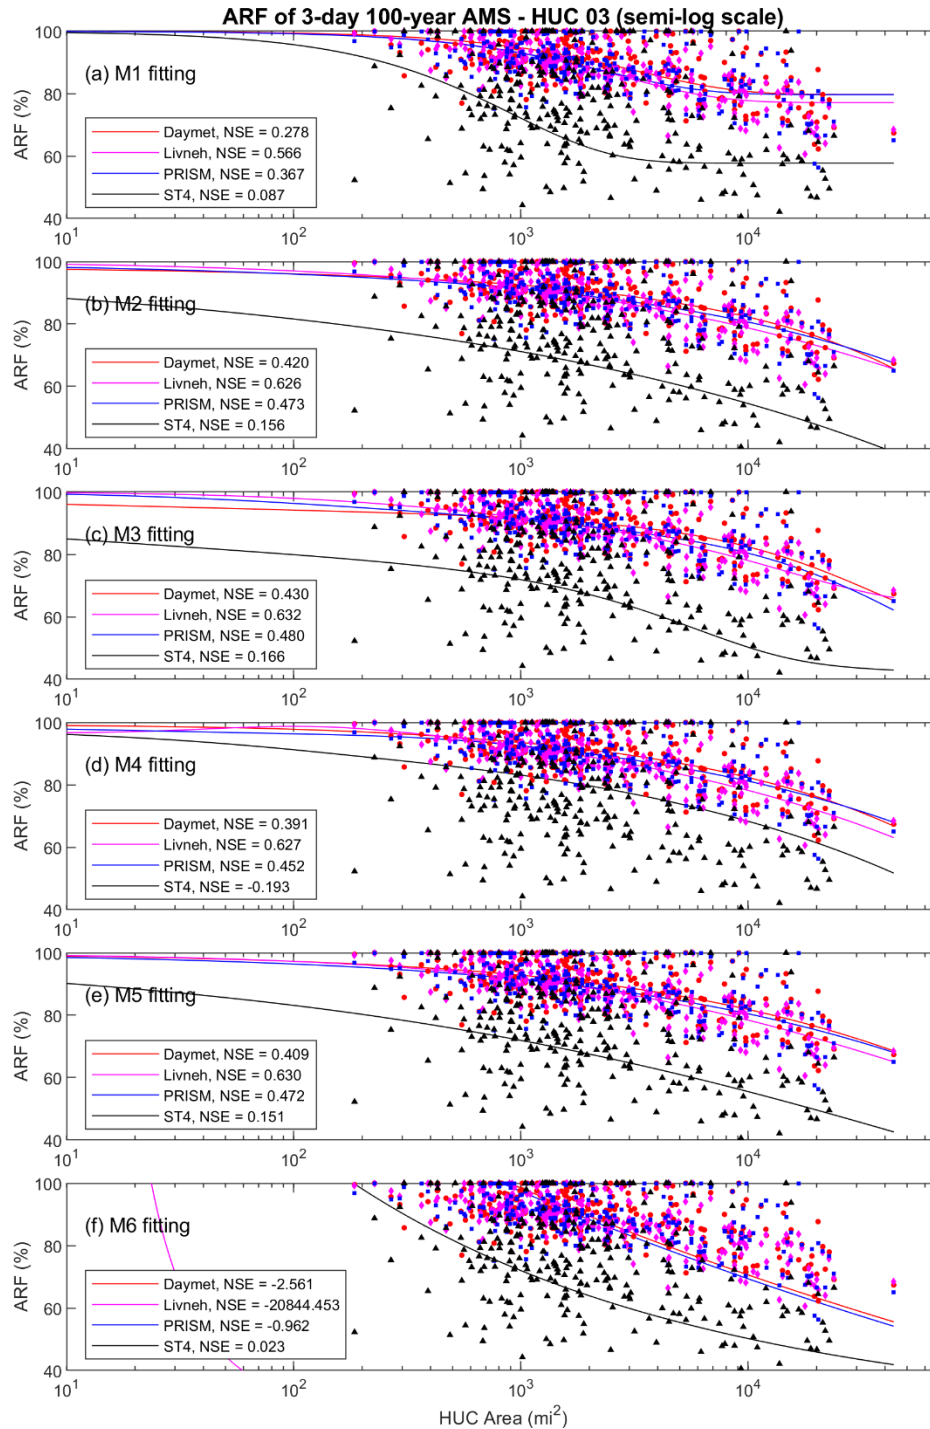 ARF of 3-day 100-year AMS - HUC 03 (semi-log scale)
100
80
60
40
ARF (%)
(a) M1 fitting
Daymet, NSE = 0.278
Livneh, NSE = 0.566
PRISM, NSE = 0.367
ST4, NSE = 0.087
10^1 10^2 10^3 10^4
100
80
60
40
ARF (%)
(b) M2 fitting
Daymet, NSE = 0.420
Livneh, NSE = 0.626
PRISM, NSE = 0.473
ST4, NSE = 0.156
10^1 10^2 10^3 10^4
100
80
60
40
ARF (%)
(c) M3 fitting
Daymet, NSE = 0.430
Livneh, NSE = 0.632
PRISM, NSE = 0.480
ST4, NSE = 0.166
10^1 10^2 10^3 10^4
100
80
60
40
ARF (%)
(d) M4 fitting
Daymet, NSE = 0.391
Livneh, NSE = 0.627
PRISM, NSE = 0.452
ST4, NSE = -0.193
10^1 10^2 10^3 10^4
100
80
60
40
ARF (%)
(e) M5 fitting
Daymet, NSE = 0.409
Livneh, NSE = 0.630
PRISM, NSE = 0.472
ST4, NSE = 0.151
10^1 10^2 10^3 10^4
100
80
60
40
ARF (%)
(f) M6 fitting
Daymet, NSE = -2.561
Livneh, NSE = -20844.453
PRISM, NSE = -0.962
ST4, NSE = 0.023
10^1 10^2 10^3 10^4
HUC Area (mi^2)